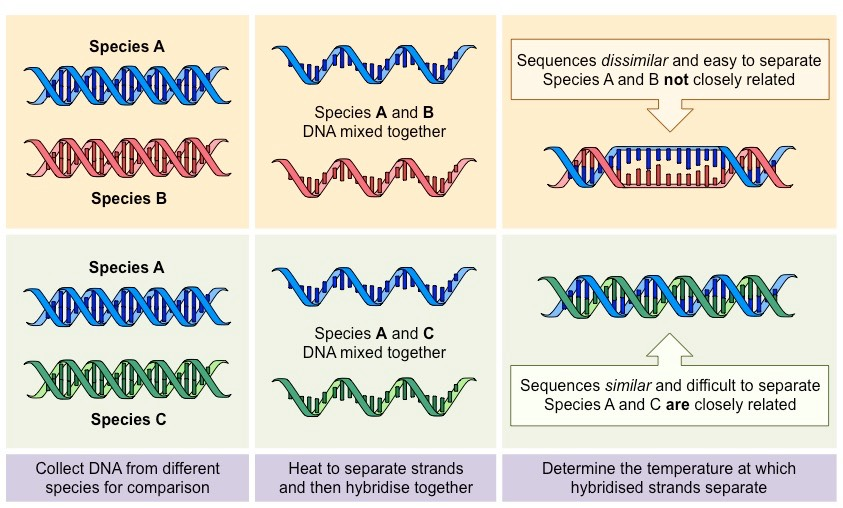 Species A
Species B
Species A and B
DNA mixed together
Sequences dissimilar and easy to separate
Species A and B not closely related
Species A
Species C
Species A and C
DNA mixed together
Sequences similar and difficult to separate
Species A and C are closely related
Collect DNA from different
species for comparison
Heat to separate strands
and then hybridise together
Determine the temperature at which
hybridised strands separate